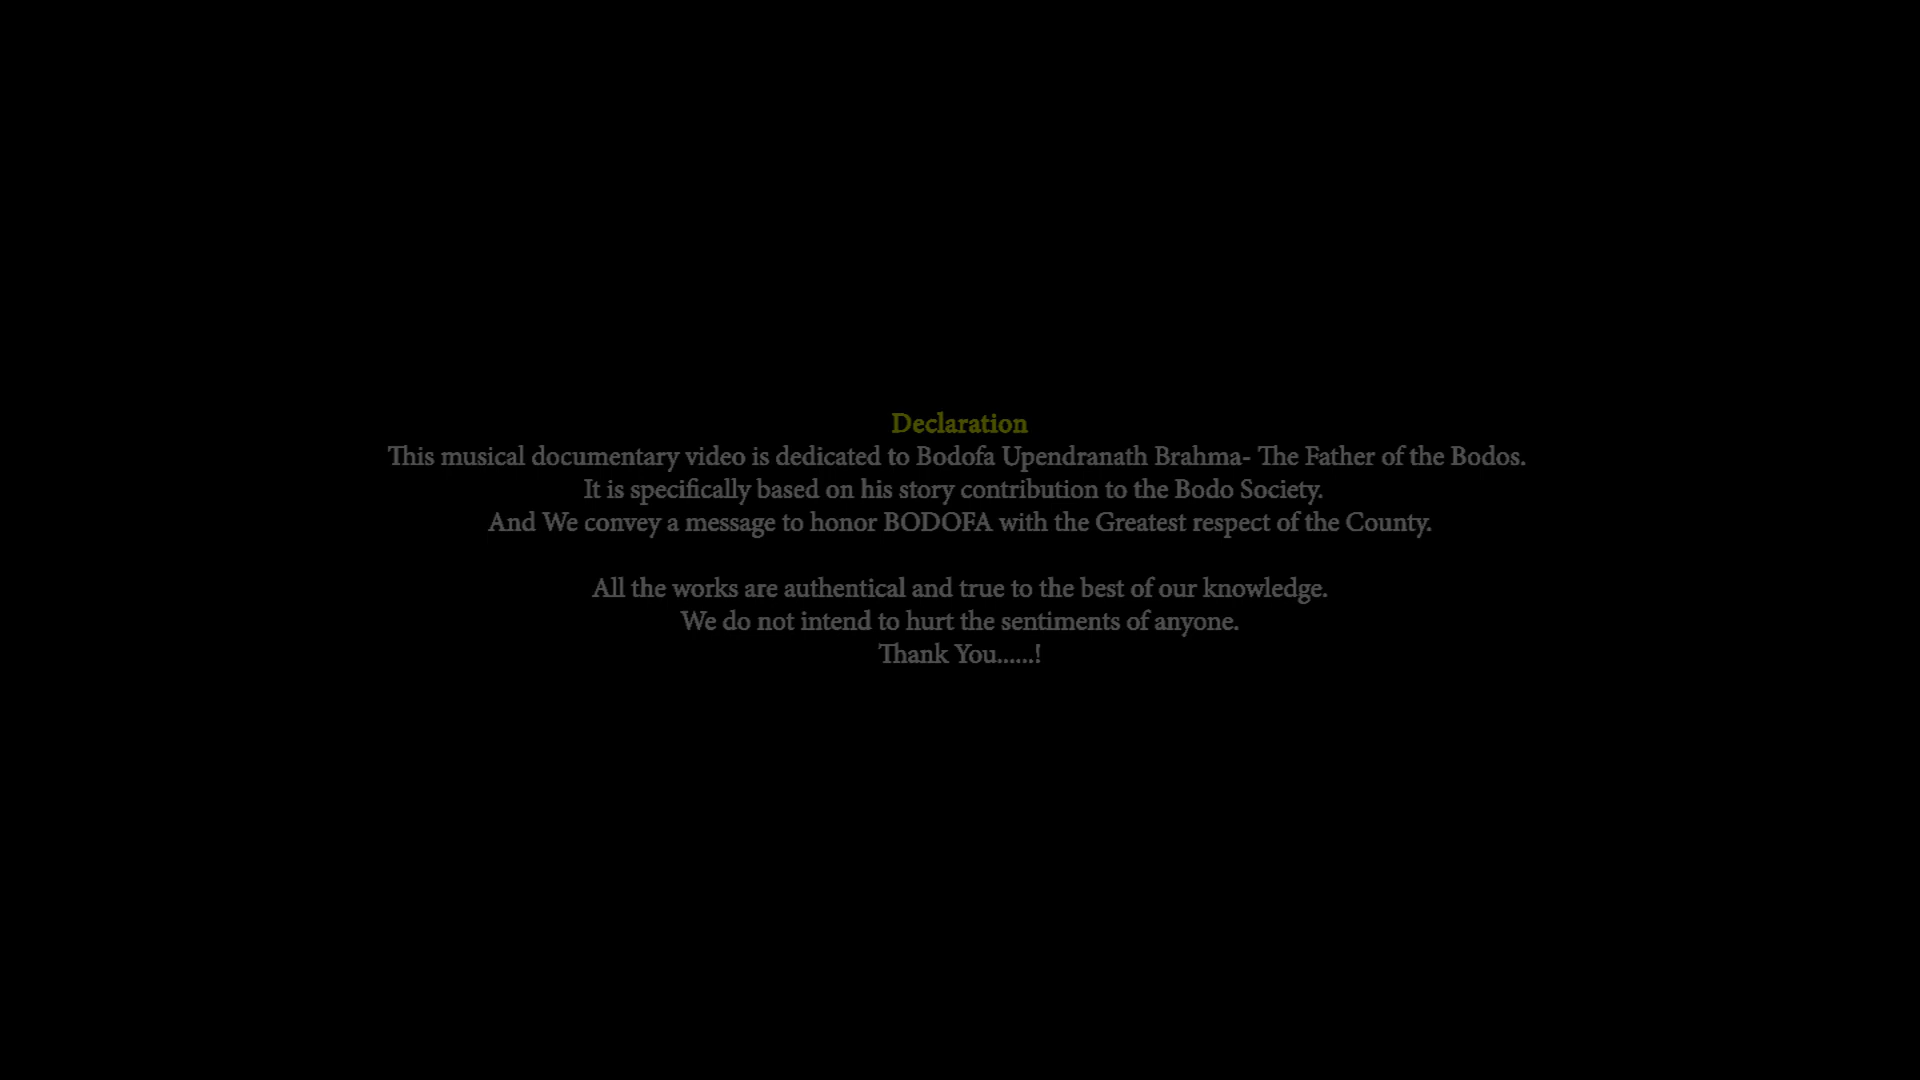 Declaration
This musical documentary video is dedicated to Bodofa Upendranath Brahma- The Father of the Bodos.
It is specifically based on his story contribution to the Bodo Society.
And We convey a message to honor BODOFA with the Greatest respect of the County.
All the works are authentical and true to the best of our knowledge.
We do not intend to hurt the sentiments of anyone.
Thank You......!